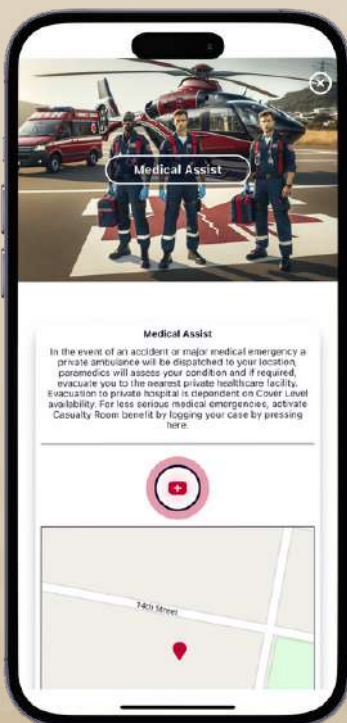 Medical Assist
Medical Assist
In the event of an accident or major medical emergency a
private ambulance will be dispatched to your location,
paramedics will assess your condition and if required,
evacuate you to the nearest private healthcare facility.
Evacuation to private hospital is dependent on Cover Level
availability. For less serious medical emergencies, activate
Casualty Room benefit by logging your case by pressing
here.
14th Street